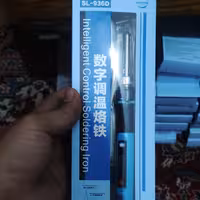 SL-936D
数字调温烙铁
Intelligent Control Soldering Iron